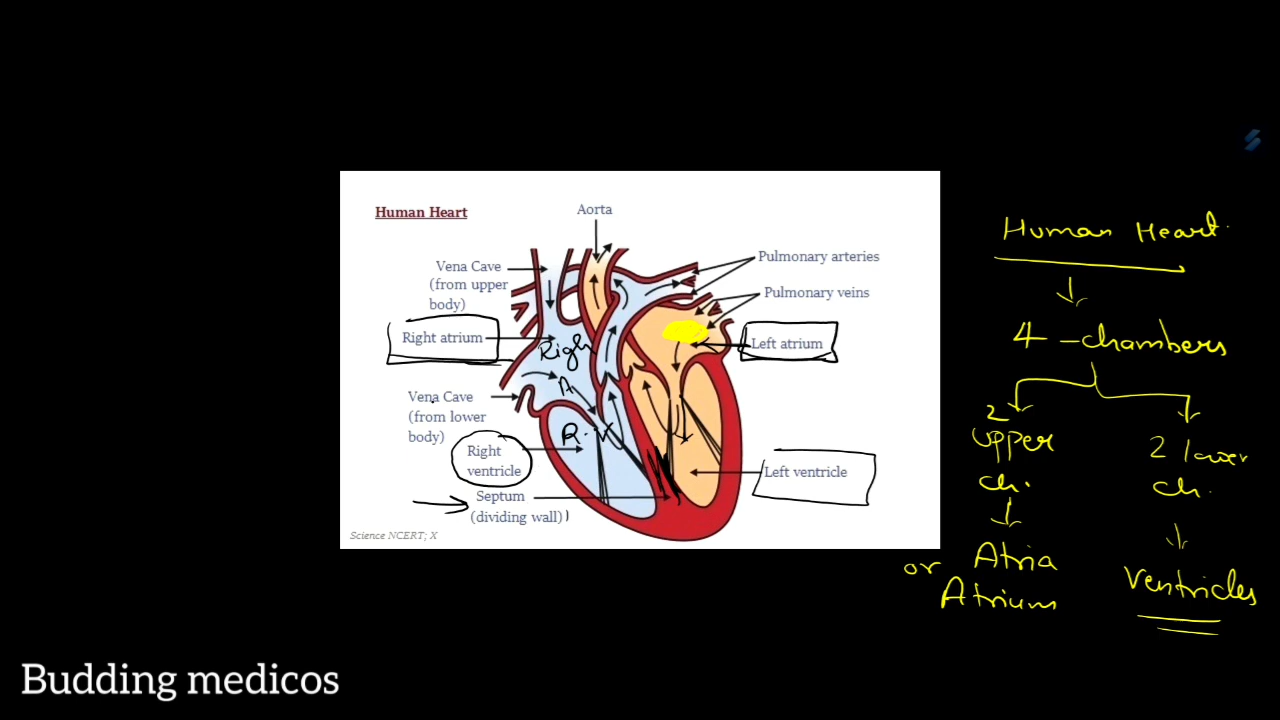 Human Heart
Aorta
Vena Cave
(from upper
body)
Pulmonary arteries
Pulmonary veins
Right atrium
Left atrium
Right
A
Vena Cave
(from lower
body)
R.V
Right
ventricle
Left ventricle
Septum
(dividing wall)
Science NCERT; X
Human Heart.
4 - chambers
2
upper
ch.
Atria
or
Atrium
2 lower
ch.
Ventricles
Budding medicos